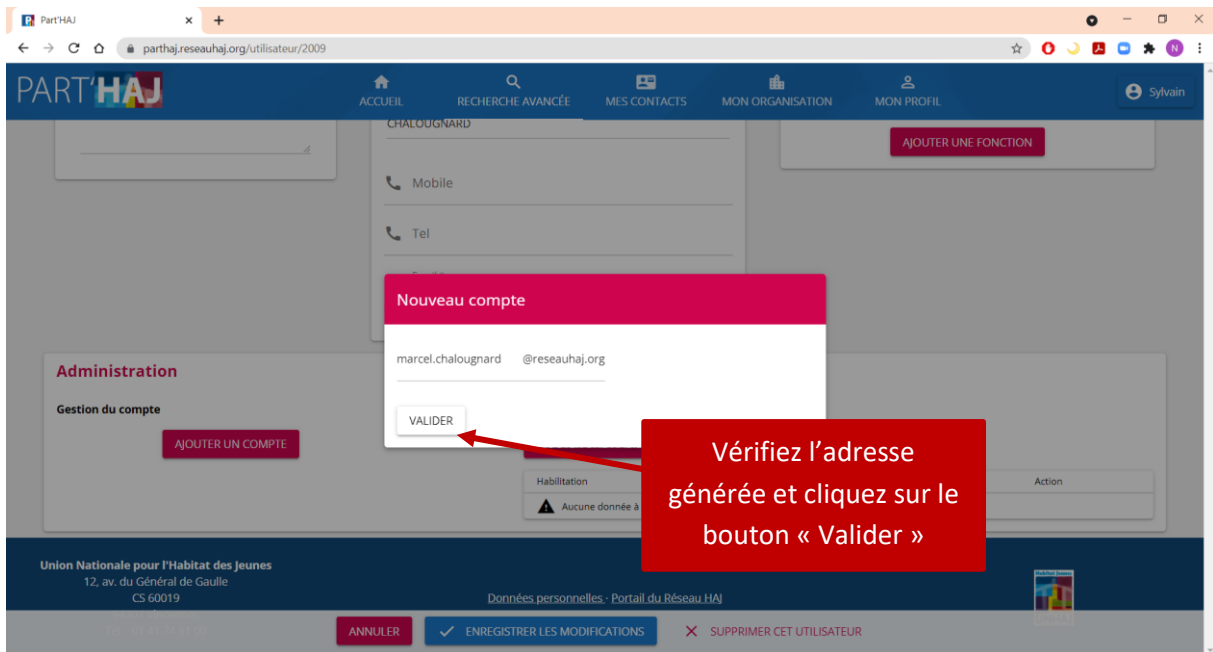 Part'HAJ
parthaj.reseauhaj.org/utilisateur/2009
N
PART'HAJ
ACCUEIL
RECHERCHE AVANCÉE
MES CONTACTS
MON ORGANISATION
MON PROFIL
Sylvain
CHALOUGNARD
AJOUTER UNE FONCTION
Mobile
Tel
Nouveau compte
marcel.chalougnard @reseauhaj.org
VALIDER
Administration
Gestion du compte
AJOUTER UN COMPTE
Vérifiez l'adresse
générée et cliquez sur le
bouton « Valider »
Habilitation
Action
Aucune donnée à
Union Nationale pour l'Habitat des Jeunes
12, av. du Général de Gaulle
CS 60019
Données personnelles · Portail du Réseau HAJ
Habitat Jeunes
ANNULER
ENREGISTRER LES MODIFICATIONS
SUPPRIMER CET UTILISATEUR